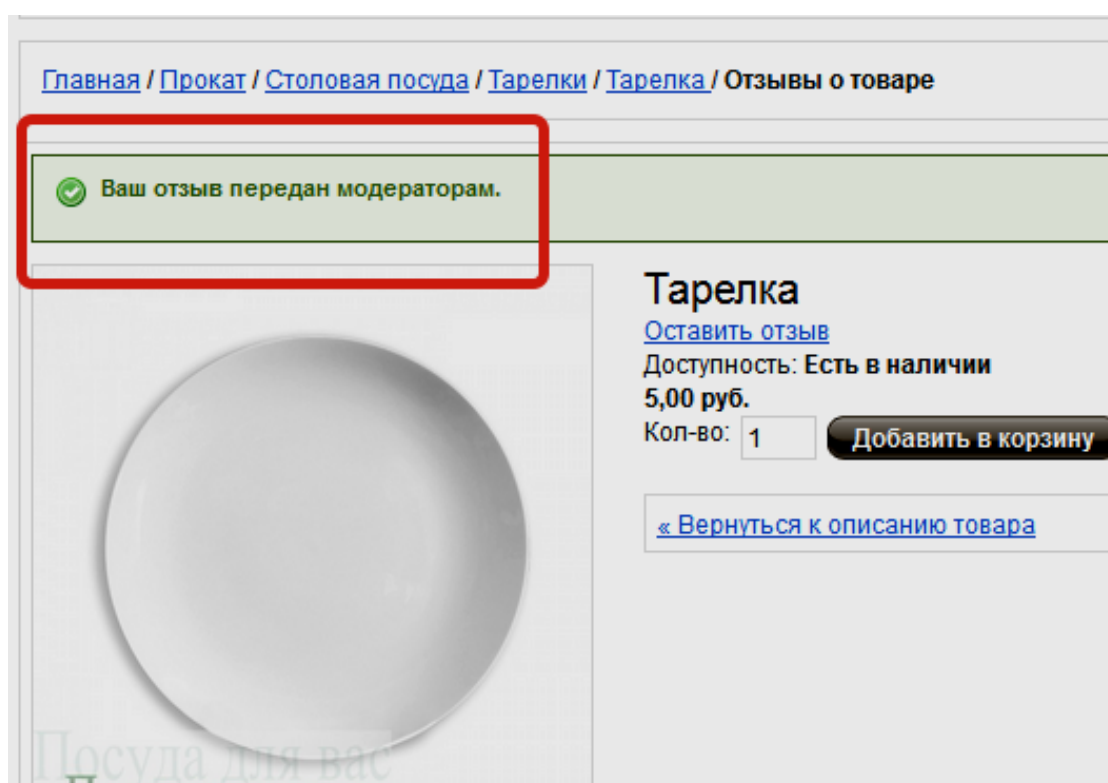 Главная / Прокат / Столовая посуда / Тарелки / Тарелка / Отзывы о товаре
Ваш отзыв передан модераторам.
Тарелка
Оставить отзыв
Доступность: Есть в наличии
5,00 руб.
Кол-во: 1 Добавить в корзину
« Вернуться к описанию товара
Посуда для вас